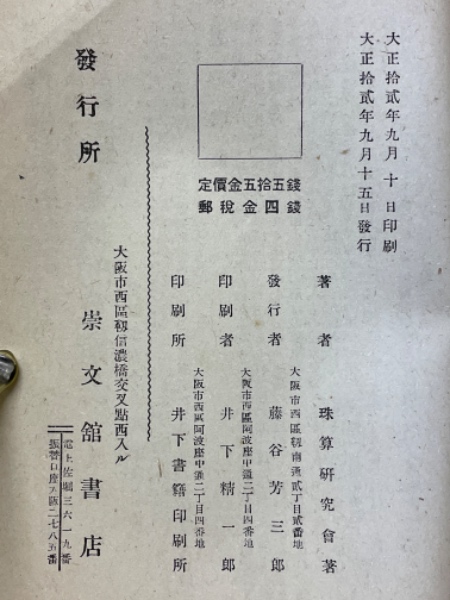 大正拾貳年九月十日印刷
大正拾貳年九月十五日發行
定價金五拾五錢
郵稅金四錢
著者 珠算硏究會著
大阪市西區靱南通貳丁目貳番地
發行者 藤谷芳三郎
大阪市西區阿波座中通二丁目四番地
印刷者 井下精一郎
大阪市西區阿波座中通二丁目四番地
印刷所 井下書籍印刷所
大阪市西區靱信濃橋交叉點西入ル
發行所 崇文館書店
電土佐堀三六一九番
振替口座大阪二七八五番